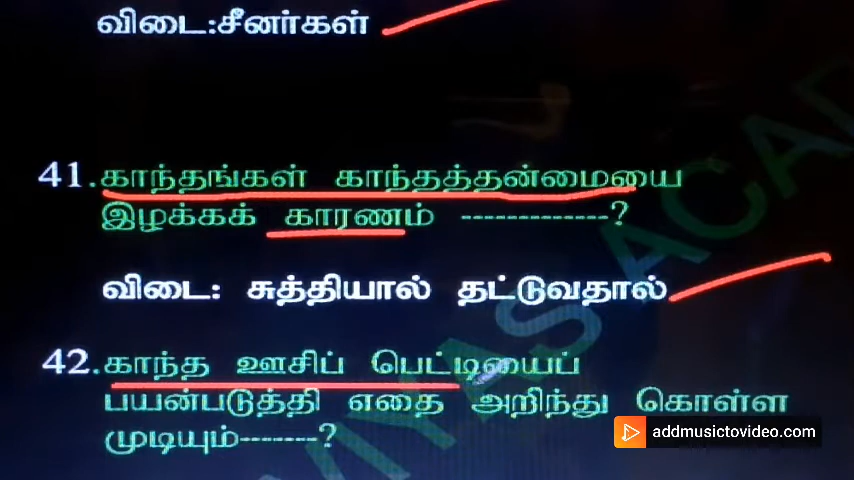 விடை:சீனர்கள்
41.காந்தங்கள் காந்தத்தன்மையை
இழக்கக் காரணம் -------------?
விடை: சுத்தியால் தட்டுவதால்
42.காந்த ஊசிப் பெட்டியைப்
பயன்படுத்தி எதை அறிந்து கொள்ள
முடியும்-------?
addmusictovideo.com